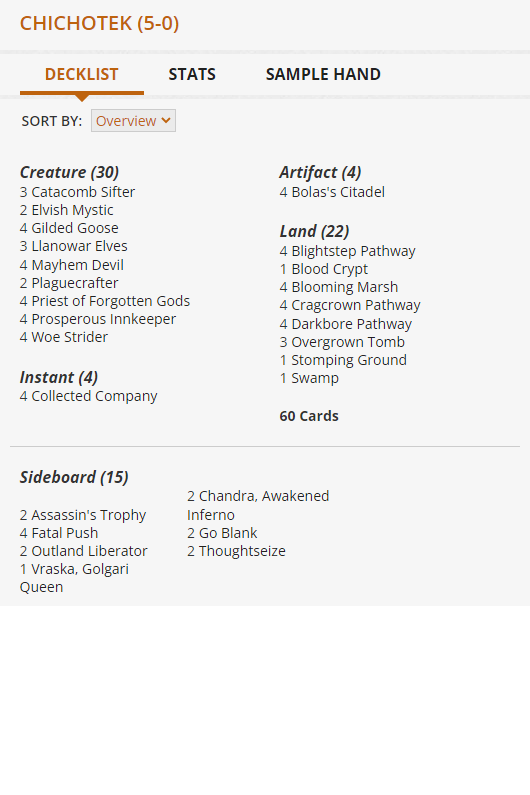 CHICHOTEK (5-0)
DECKLIST
STATS
SAMPLE HAND
SORT BY: Overview
Creature (30)
3 Catacomb Sifter
2 Elvish Mystic
4 Gilded Goose
3 Llanowar Elves
4 Mayhem Devil
2 Plaguecrafter
4 Priest of Forgotten Gods
4 Prosperous Innkeeper
4 Woe Strider
Instant (4)
4 Collected Company
Artifact (4)
4 Bolas's Citadel
Land (22)
4 Blightstep Pathway
1 Blood Crypt
4 Blooming Marsh
4 Cragcrown Pathway
4 Darkbore Pathway
3 Overgrown Tomb
1 Stomping Ground
1 Swamp
60 Cards
Sideboard (15)
2 Assassin's Trophy
4 Fatal Push
2 Outland Liberator
1 Vraska, Golgari
Queen
2 Chandra, Awakened
Inferno
2 Go Blank
2 Thoughtseize